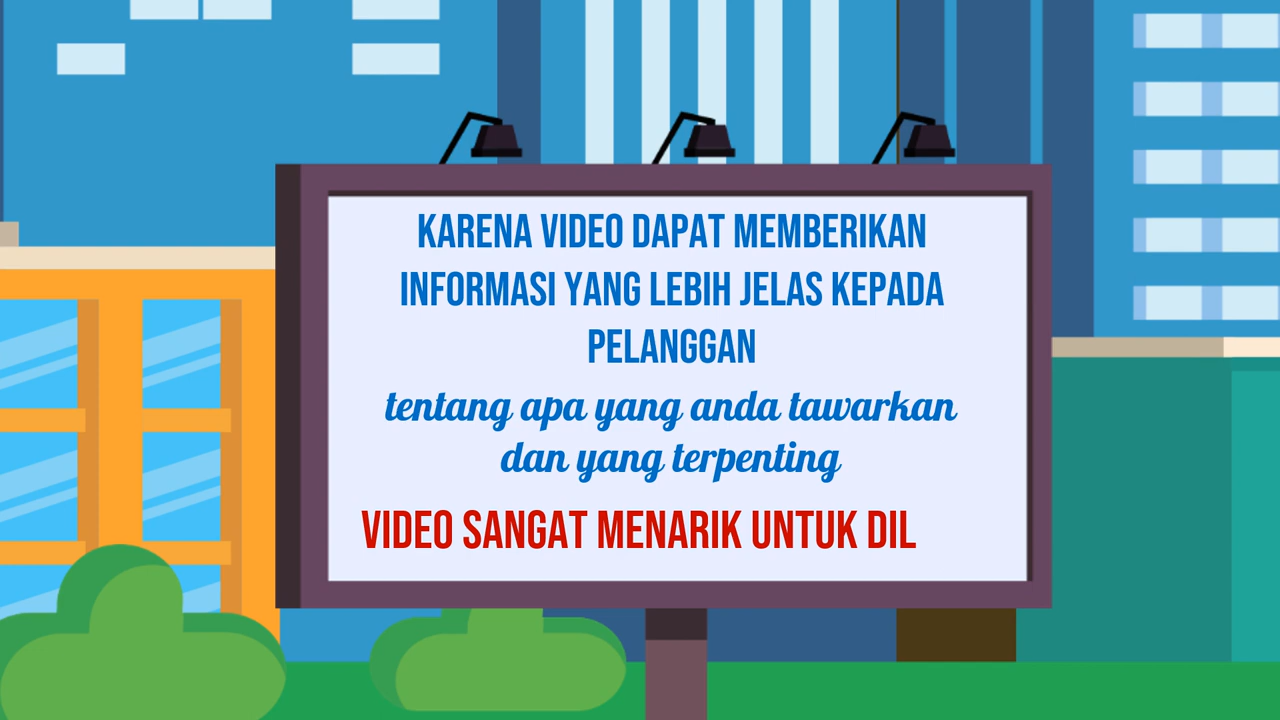 KARENA VIDEO DAPAT MEMBERIKAN
INFORMASI YANG LEBIH JELAS KEPADA
PELANGGAN
tentang apa yang anda tawarkan
dan yang terpenting
VIDEO SANGAT MENARIK UNTUK DIL